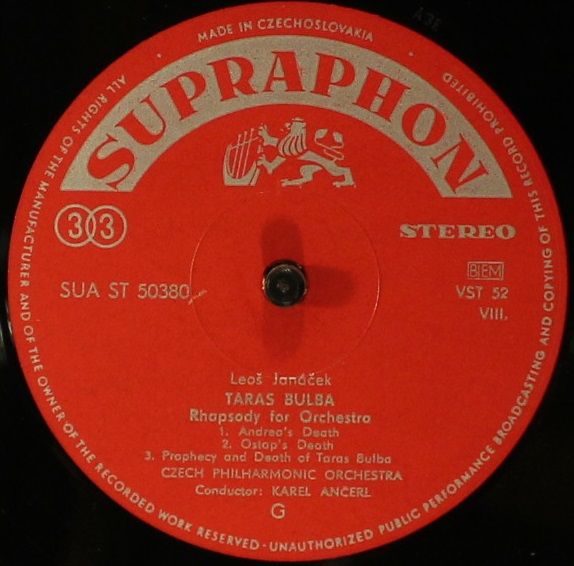 MADE IN CZECHOSLOVAKIA
SUPRAPHON
33
STEREO
SUA ST 50380
BIEM
VST 52
VIII.
Leoš Janáček
TARAS BULBA
Rhapsody for Orchestra
1. Andrea's Death
2. Ostap's Death
3. Prophecy and Death of Taras Bulba
CZECH PHILHARMONIC ORCHESTRA
Conductor: KAREL ANČERL
G
ALL RIGHTS OF THE MANUFACTURER AND OF THE OWNER OF THE RECORDED WORK RESERVED - UNAUTHORIZED PUBLIC PERFORMANCE BROADCASTING AND COPYING OF THIS RECORD PROHIBITED